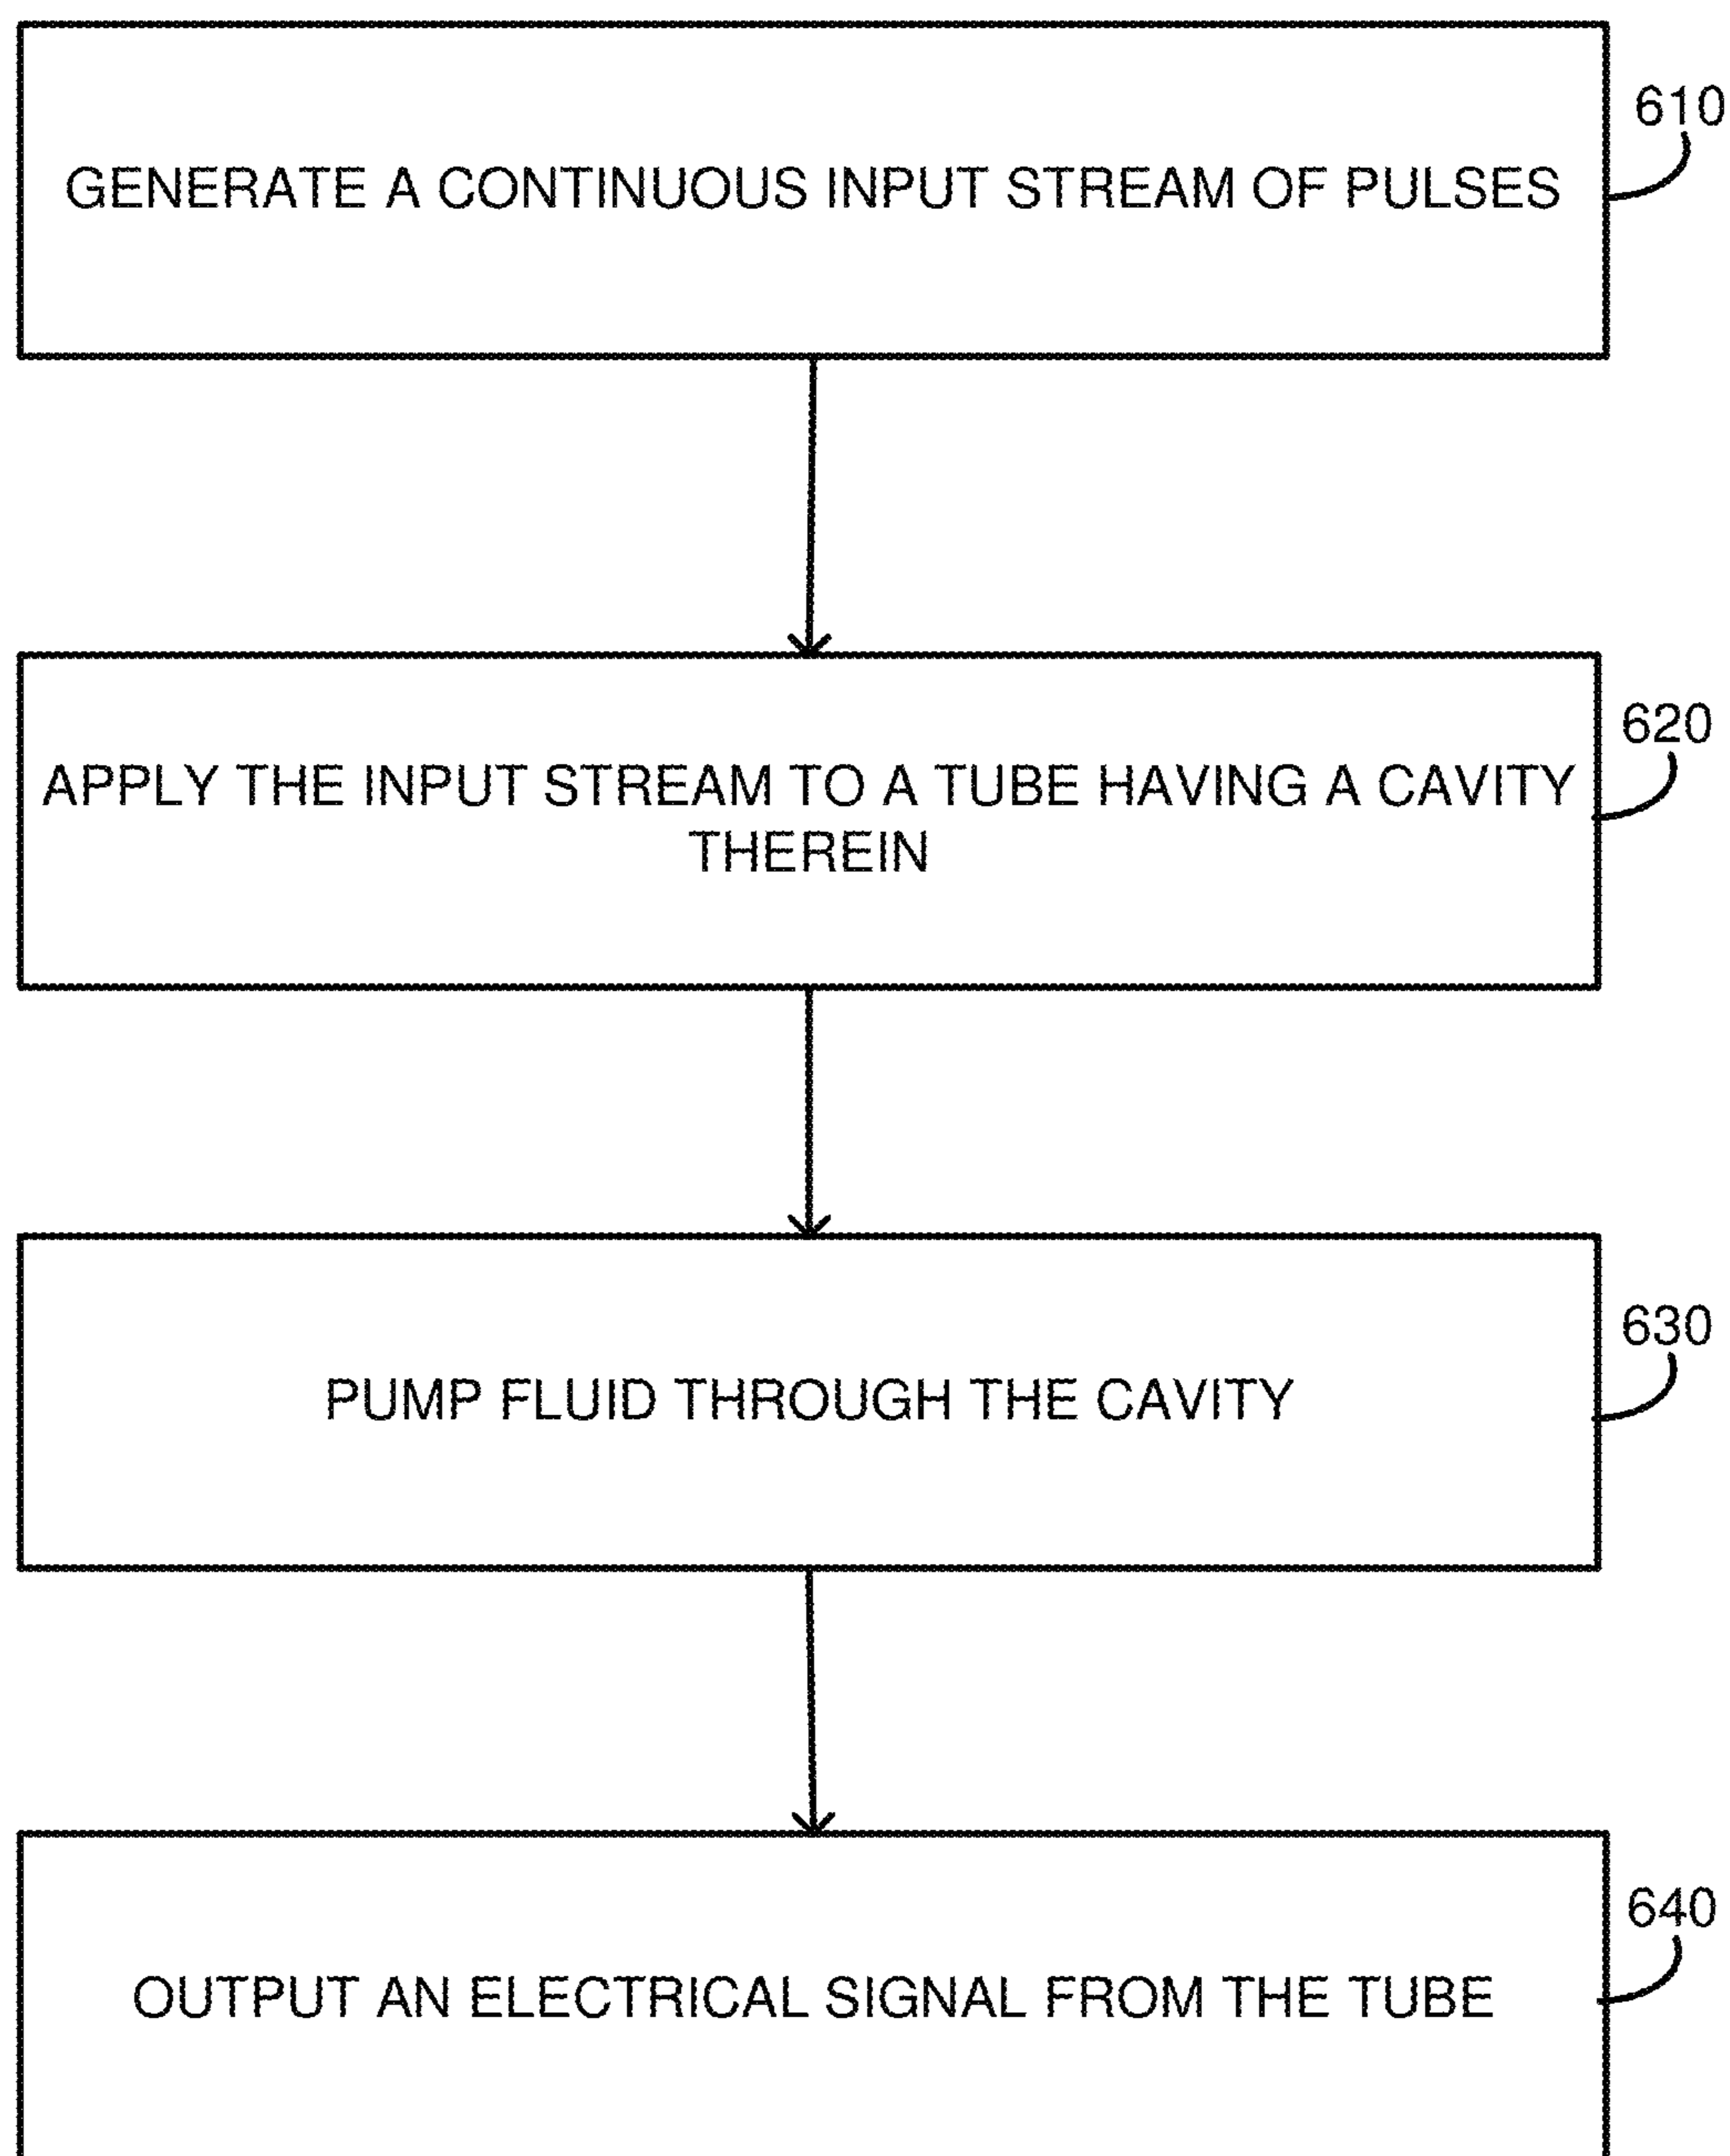 610
GENERATE A CONTINUOUS INPUT STREAM OF PULSES
620
APPLY THE INPUT STREAM TO A TUBE HAVING A CAVITY
THEREIN
630
PUMP FLUID THROUGH THE CAVITY
640
OUTPUT AN ELECTRICAL SIGNAL FROM THE TUBE